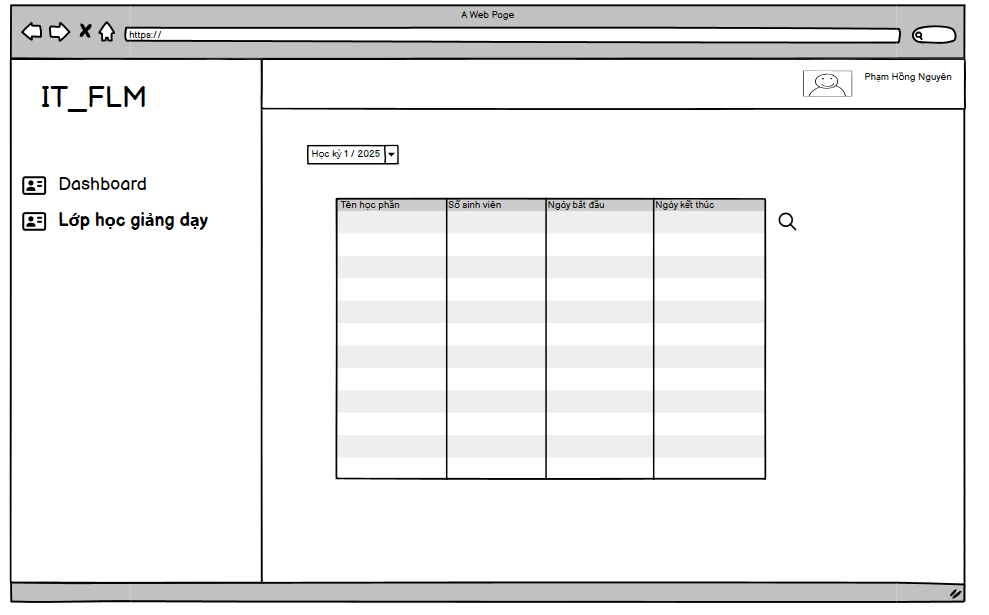 A Web Page
https://
IT_FLM
Phạm Hồng Nguyên
Dashboard
Lớp học giảng dạy
Học kỳ 1 / 2025
Tên học phần Số sinh viên Ngày bắt đầu Ngày kết thúc